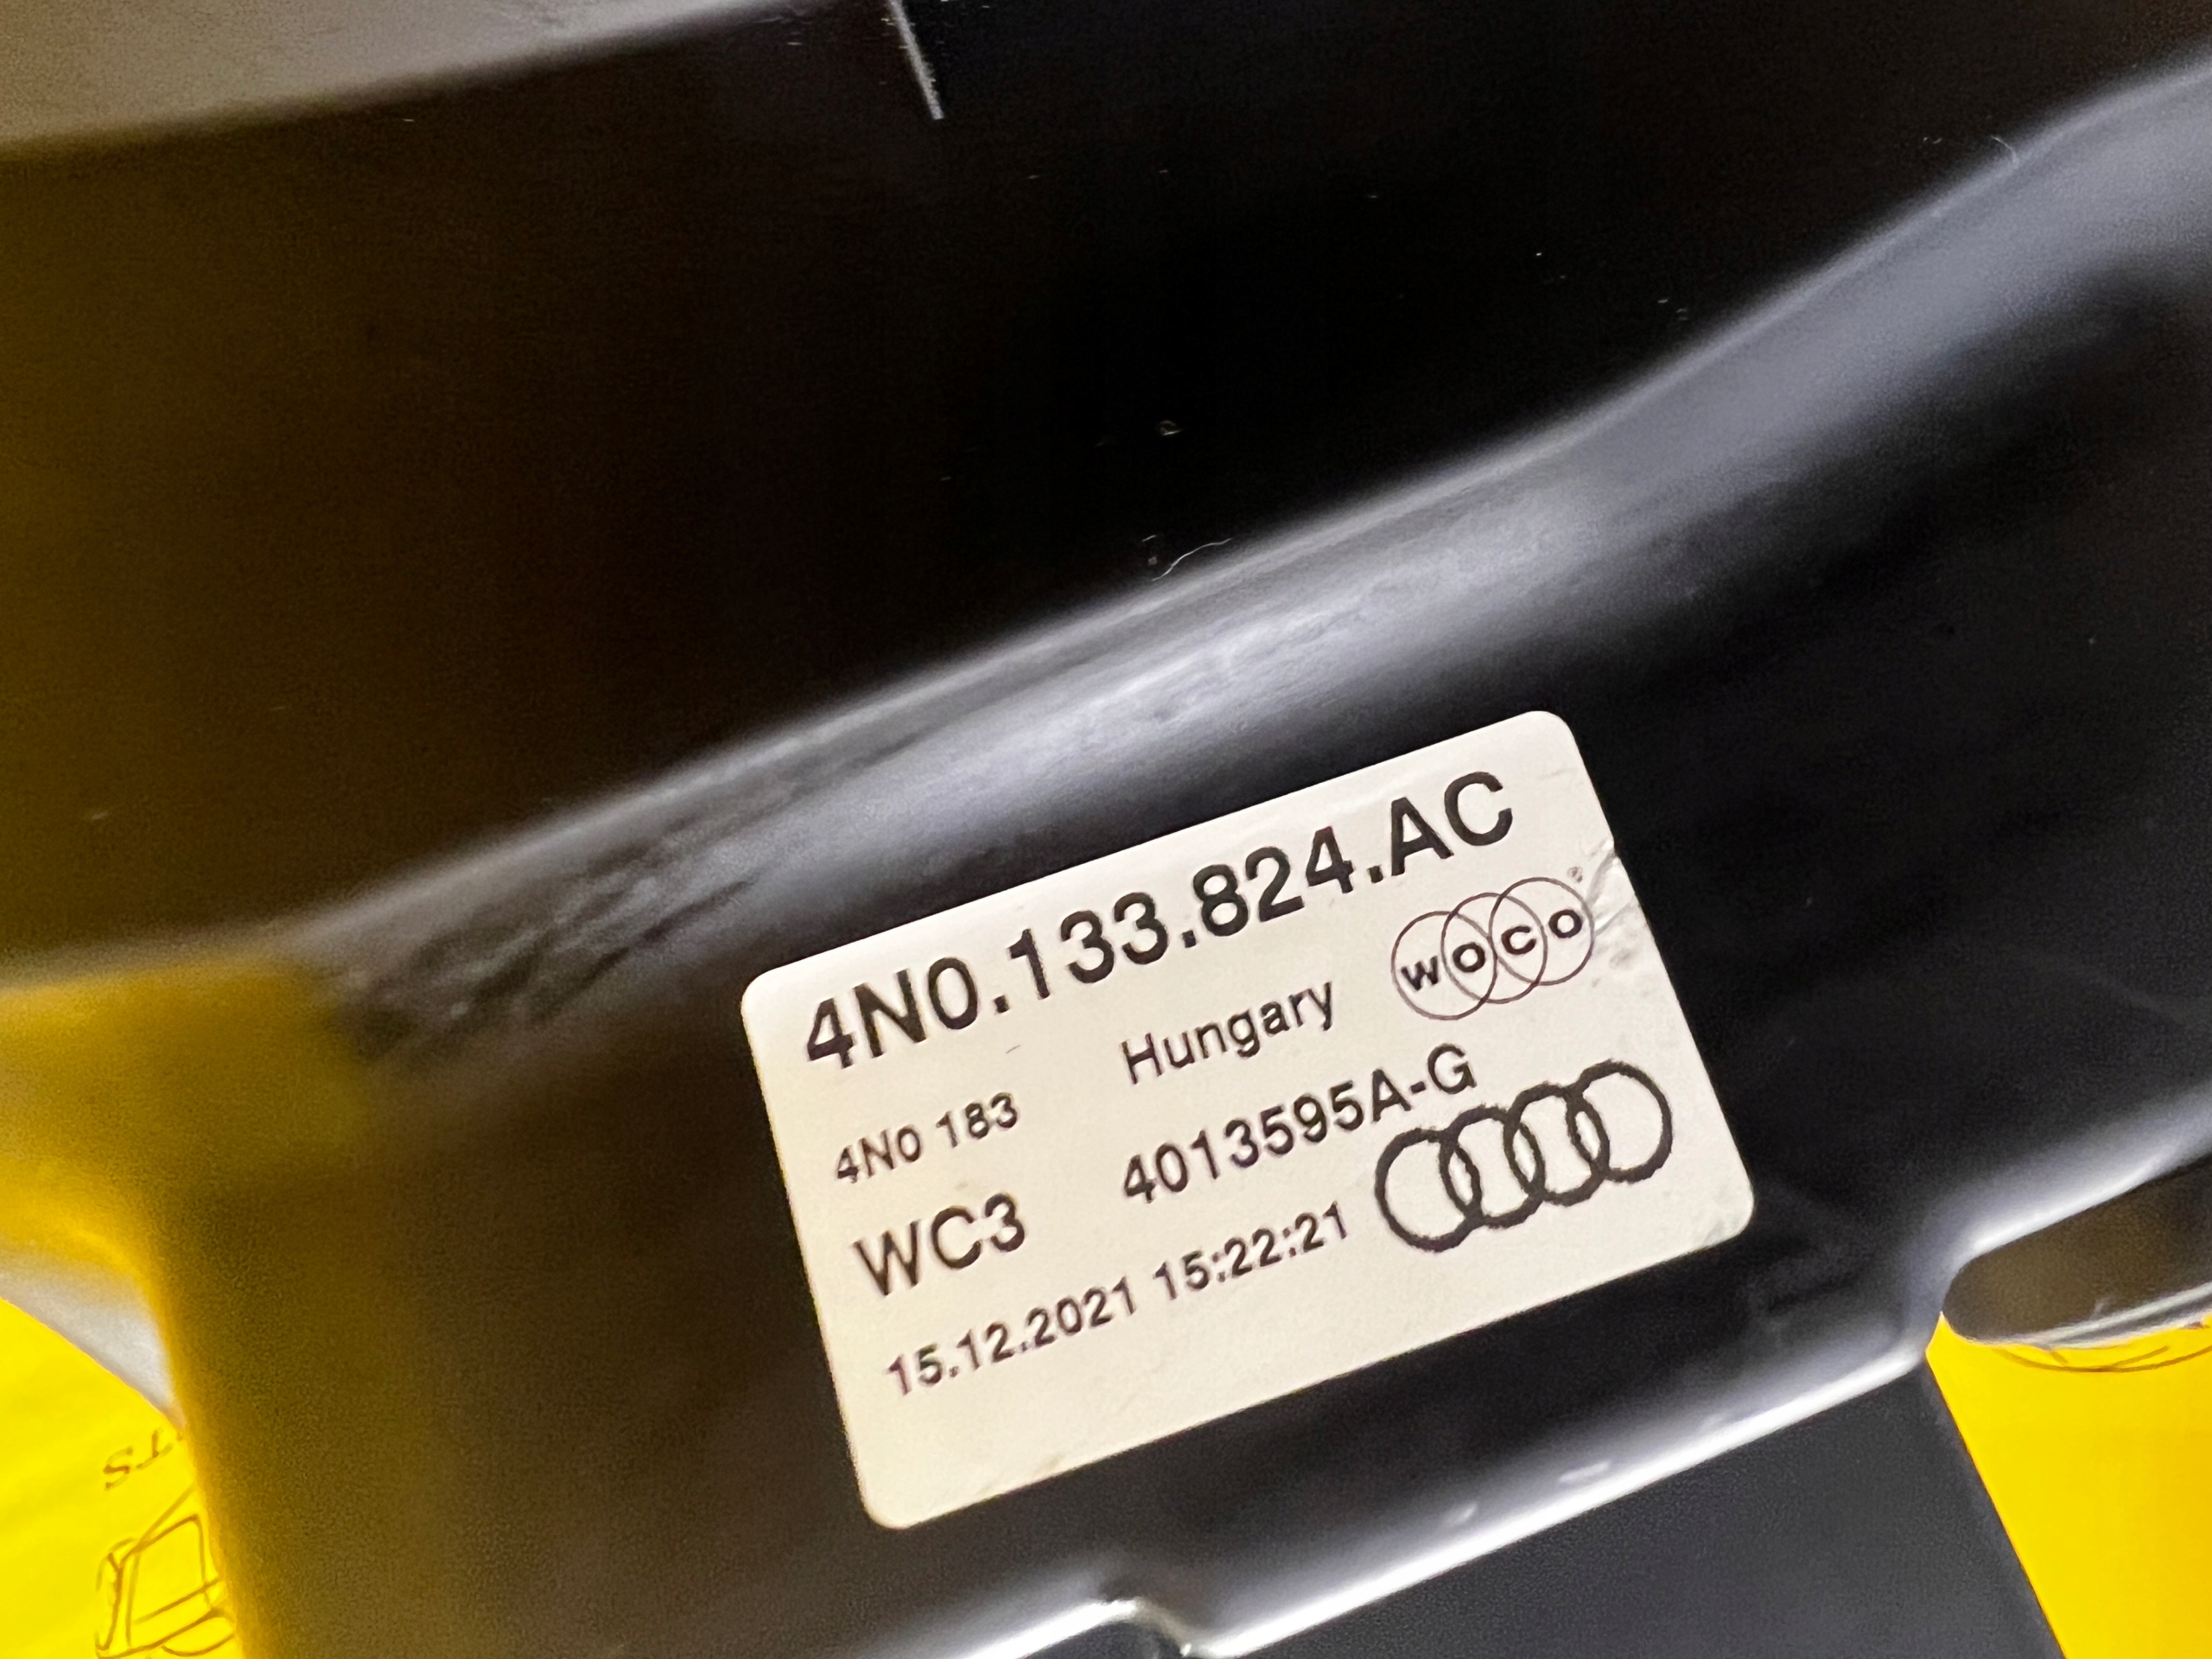 4N0.133.824.AC
Hungary
woco®
4N0 183
4013595A-G
WC3
15.12.2021 15:22:21